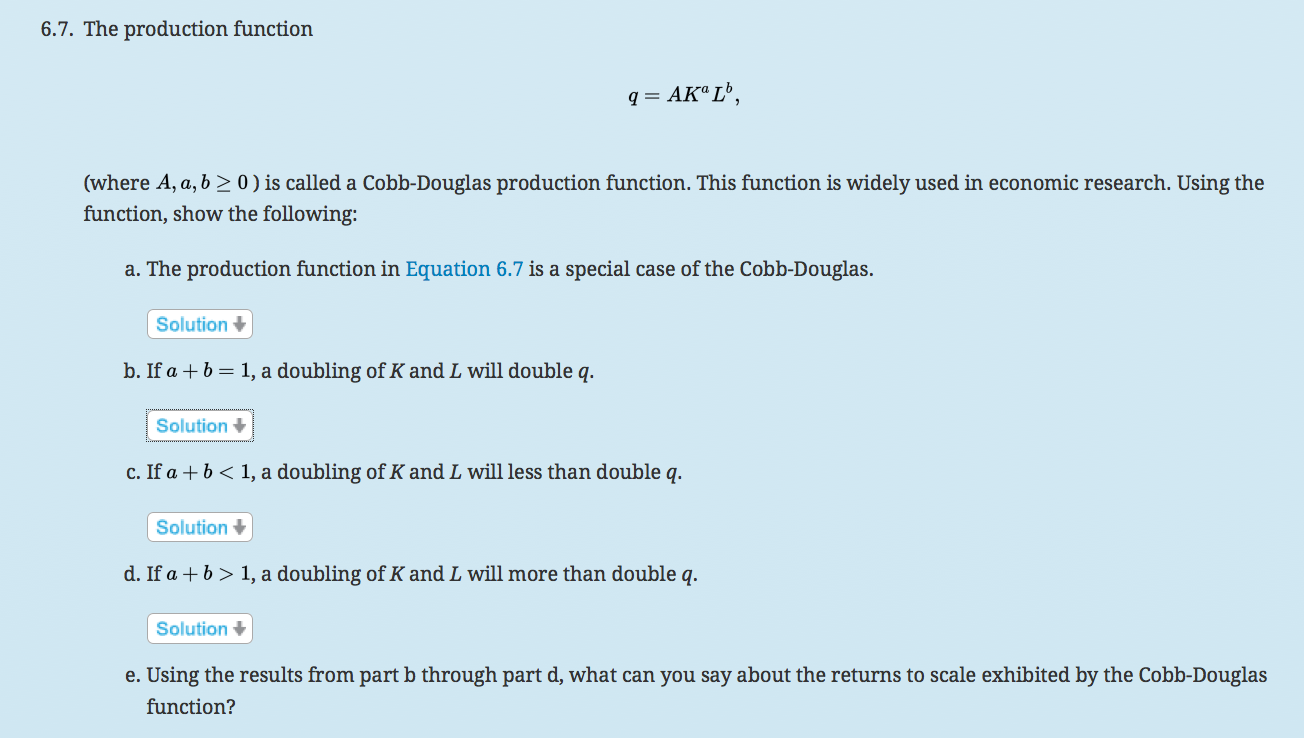 6.7. The production function
q = AKᵃLᵇ,
(where A, a, b ≥ 0 ) is called a Cobb-Douglas production function. This function is widely used in economic research. Using the
function, show the following:
a. The production function in Equation 6.7 is a special case of the Cobb-Douglas.
Solution
b. If a + b = 1, a doubling of K and L will double q.
Solution
c. If a + b < 1, a doubling of K and L will less than double q.
Solution
d. If a + b > 1, a doubling of K and L will more than double q.
Solution
e. Using the results from part b through part d, what can you say about the returns to scale exhibited by the Cobb-Douglas
function?